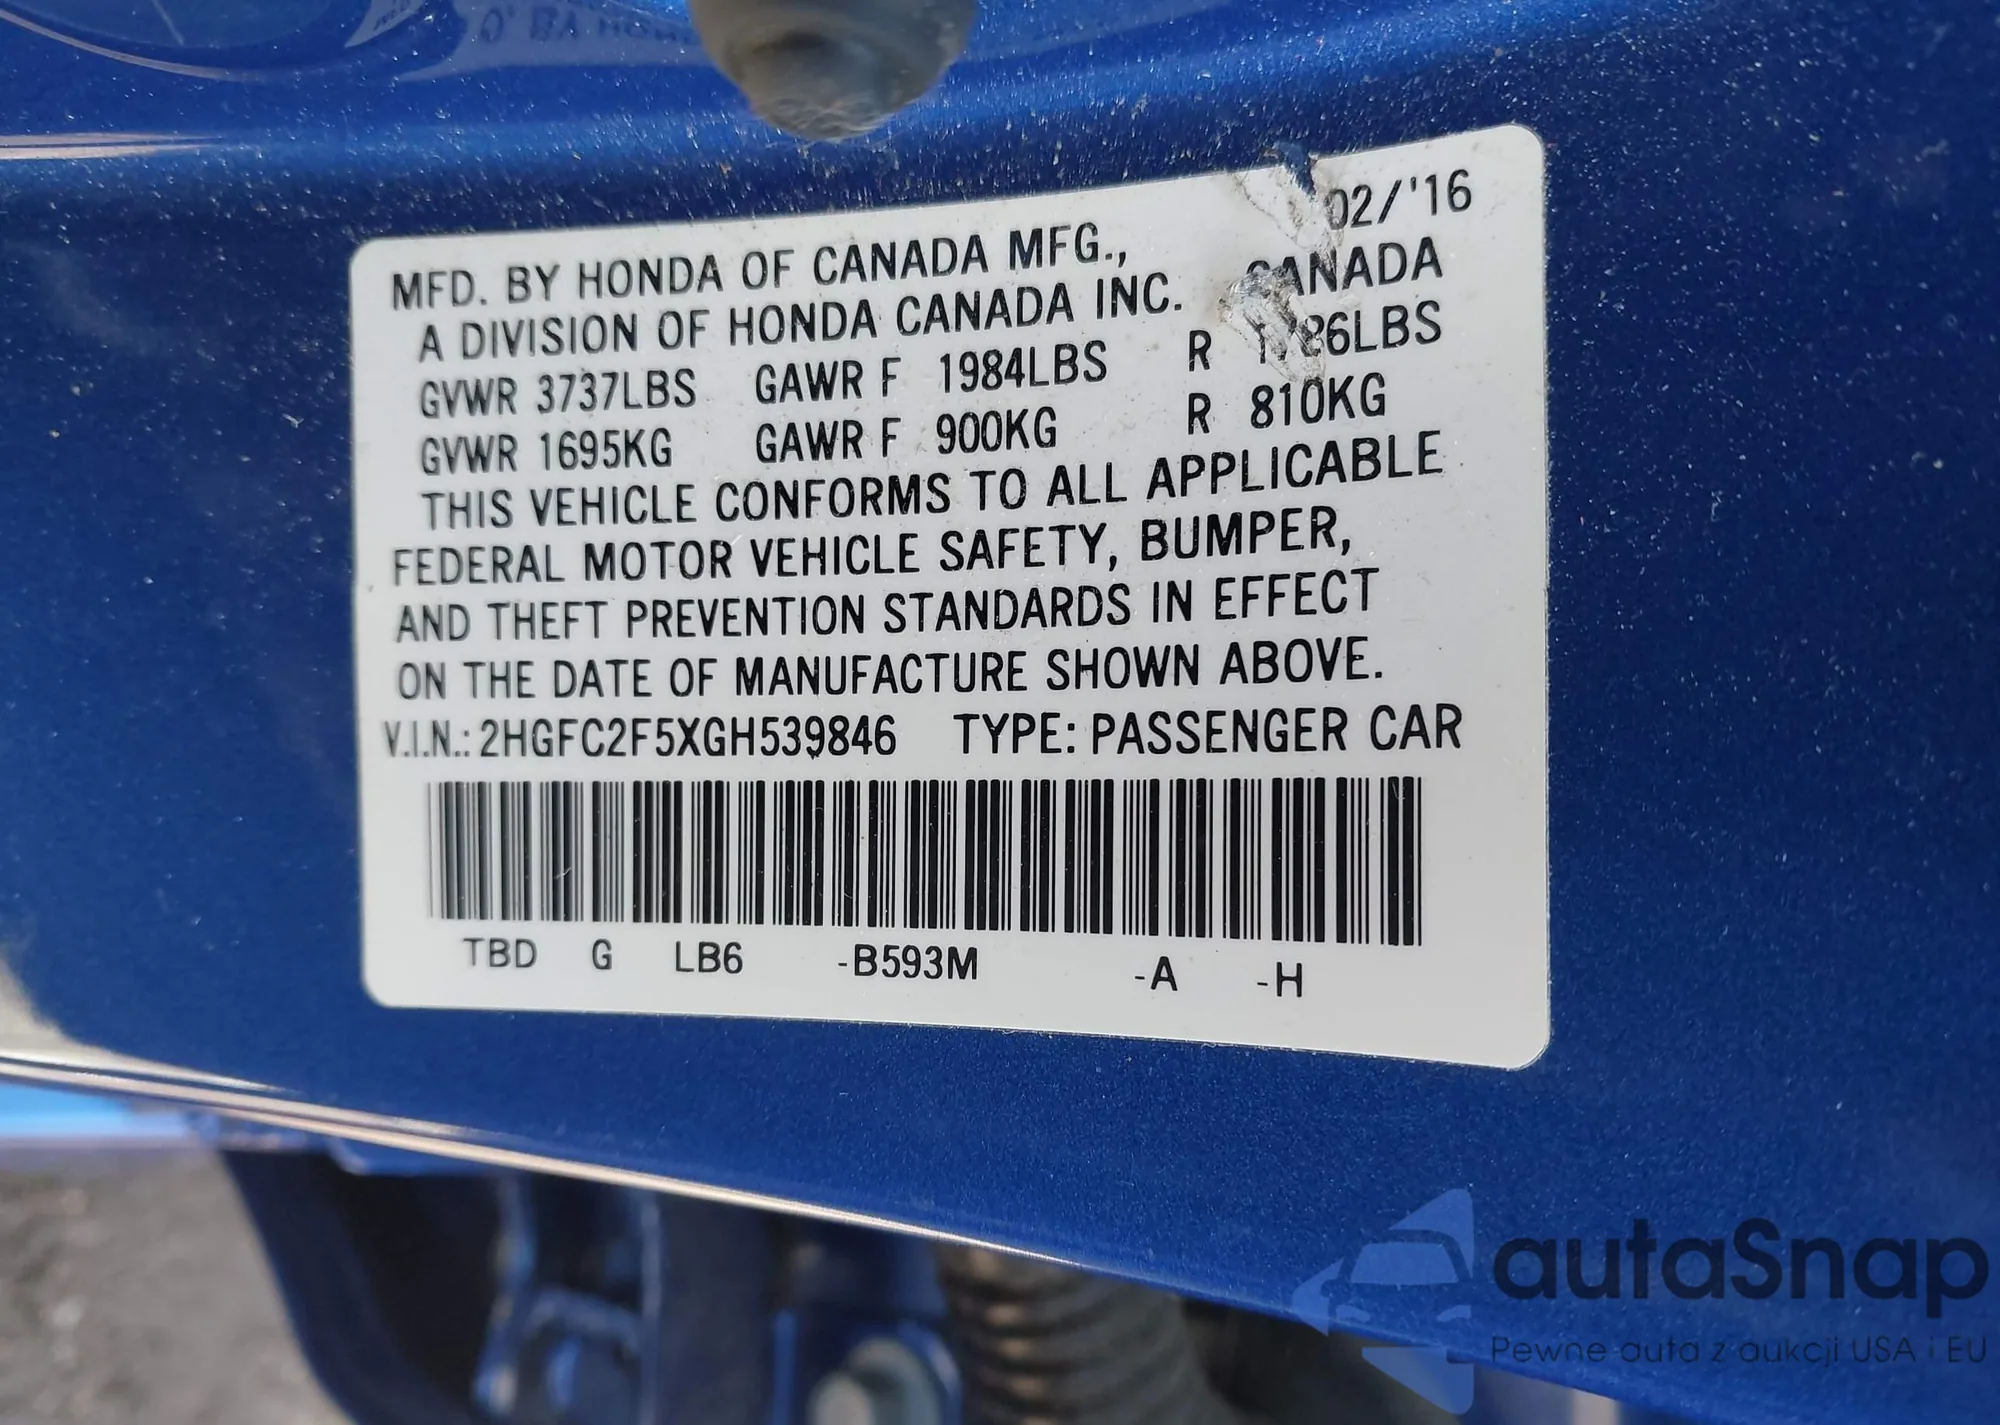 02/'16
MFD. BY HONDA OF CANADA MFG.,
A DIVISION OF HONDA CANADA INC. CANADA
GVWR 3737LBS GAWR F 1984LBS R 1786LBS
GVWR 1695KG GAWR F 900KG R 810KG
THIS VEHICLE CONFORMS TO ALL APPLICABLE
FEDERAL MOTOR VEHICLE SAFETY, BUMPER,
AND THEFT PREVENTION STANDARDS IN EFFECT
ON THE DATE OF MANUFACTURE SHOWN ABOVE.
V.I.N.: 2HGFC2F5XGH539846 TYPE: PASSENGER CAR
TBD G LB6 -B593M -A -H
autaSnap
Pewne auta z aukcji USA i EU